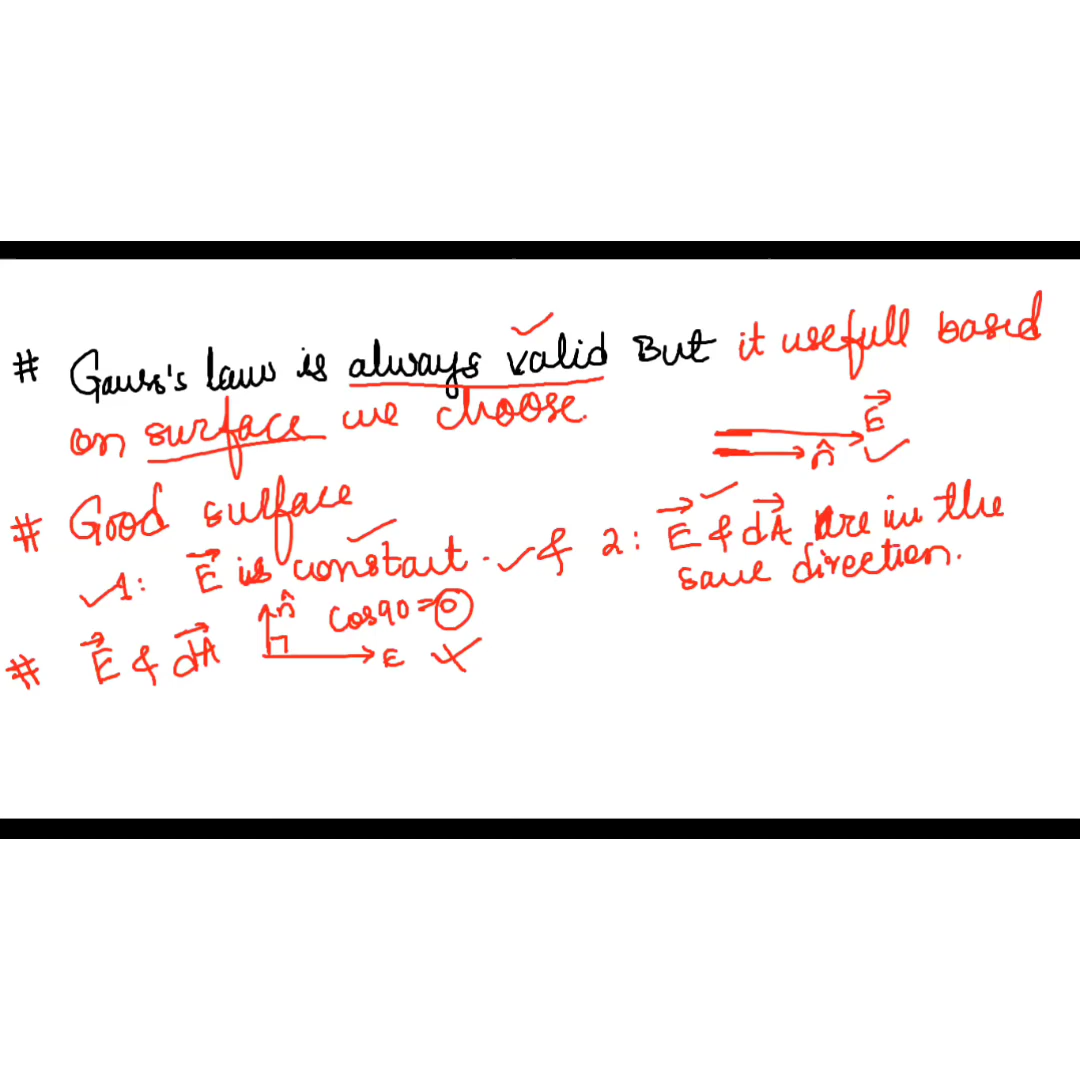 # Gauss's law is always valid But it usefull based
on surface we choose.
E n̂
# Good surface
1: E is constant. & 2: E & dA are in the
same direction.
# E & dA n̂ cos90=0 E